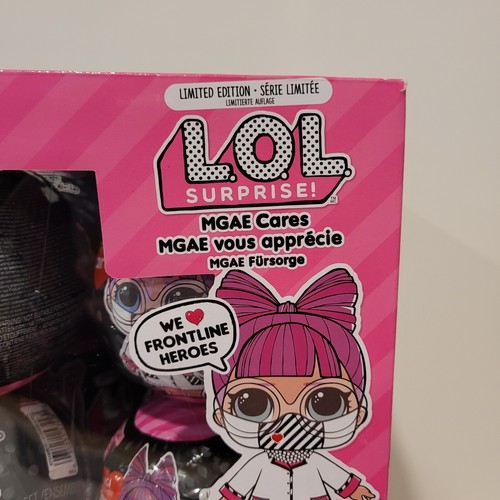 LIMITED EDITION • SÉRIE LIMITÉE
LIMITIERTE AUFLAGE
L.O.L.
SURPRISE!
MGAE Cares
MGAE vous apprécie
MGAE Fürsorge
WE ❤
FRONTLINE
HEROES